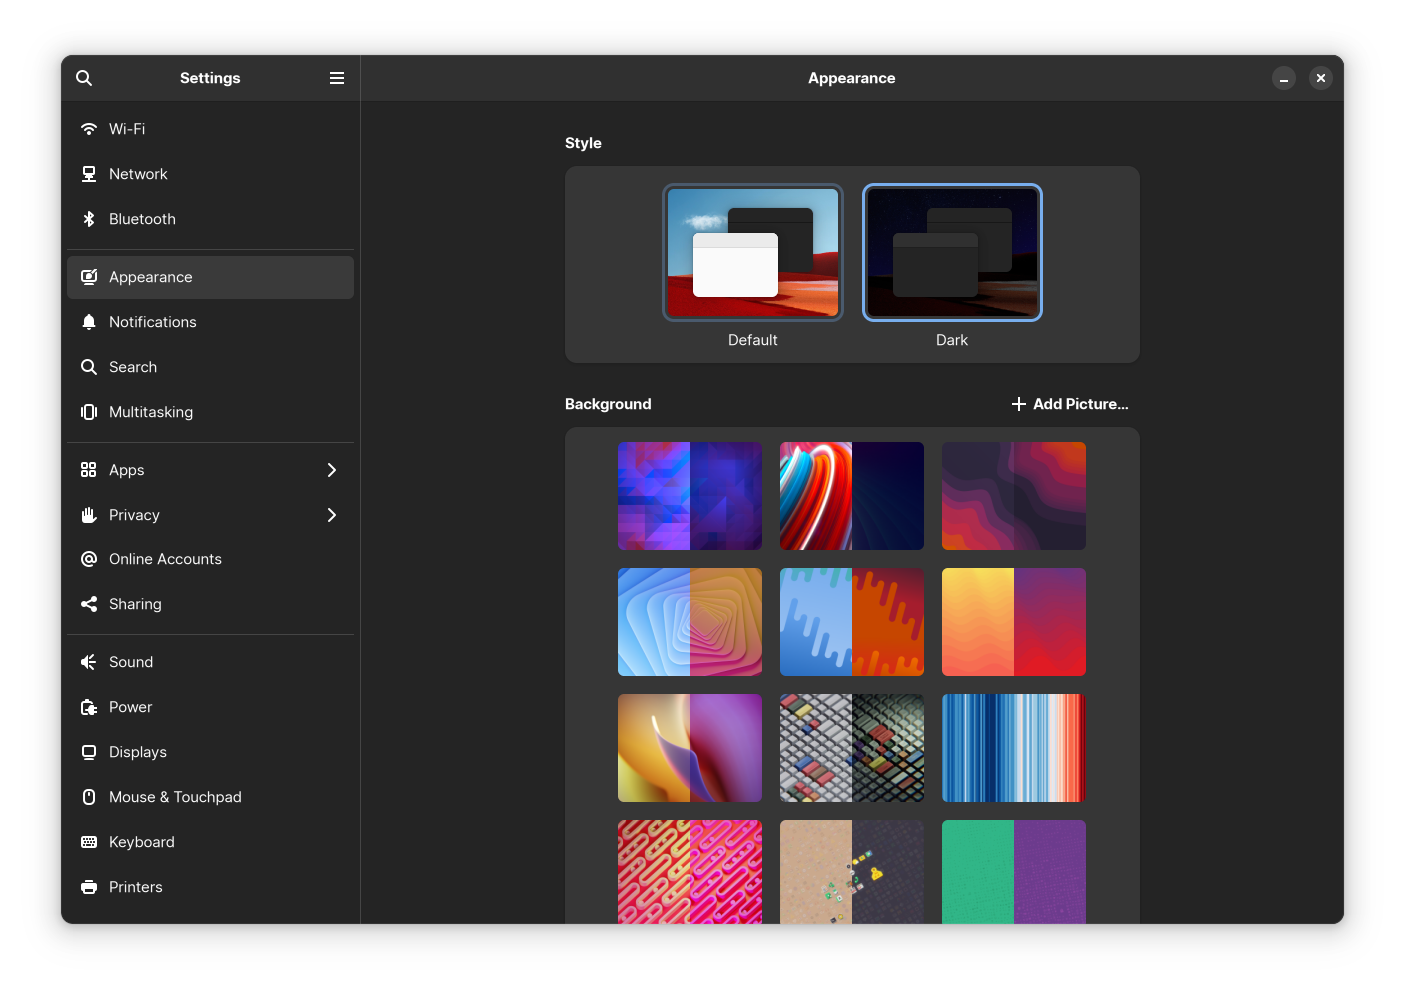 Settings
Appearance
Wi-Fi
Network
Bluetooth
Appearance
Notifications
Search
Multitasking
Apps
Privacy
Online Accounts
Sharing
Sound
Power
Displays
Mouse & Touchpad
Keyboard
Printers
Style
Default
Dark
Background
Add Picture...